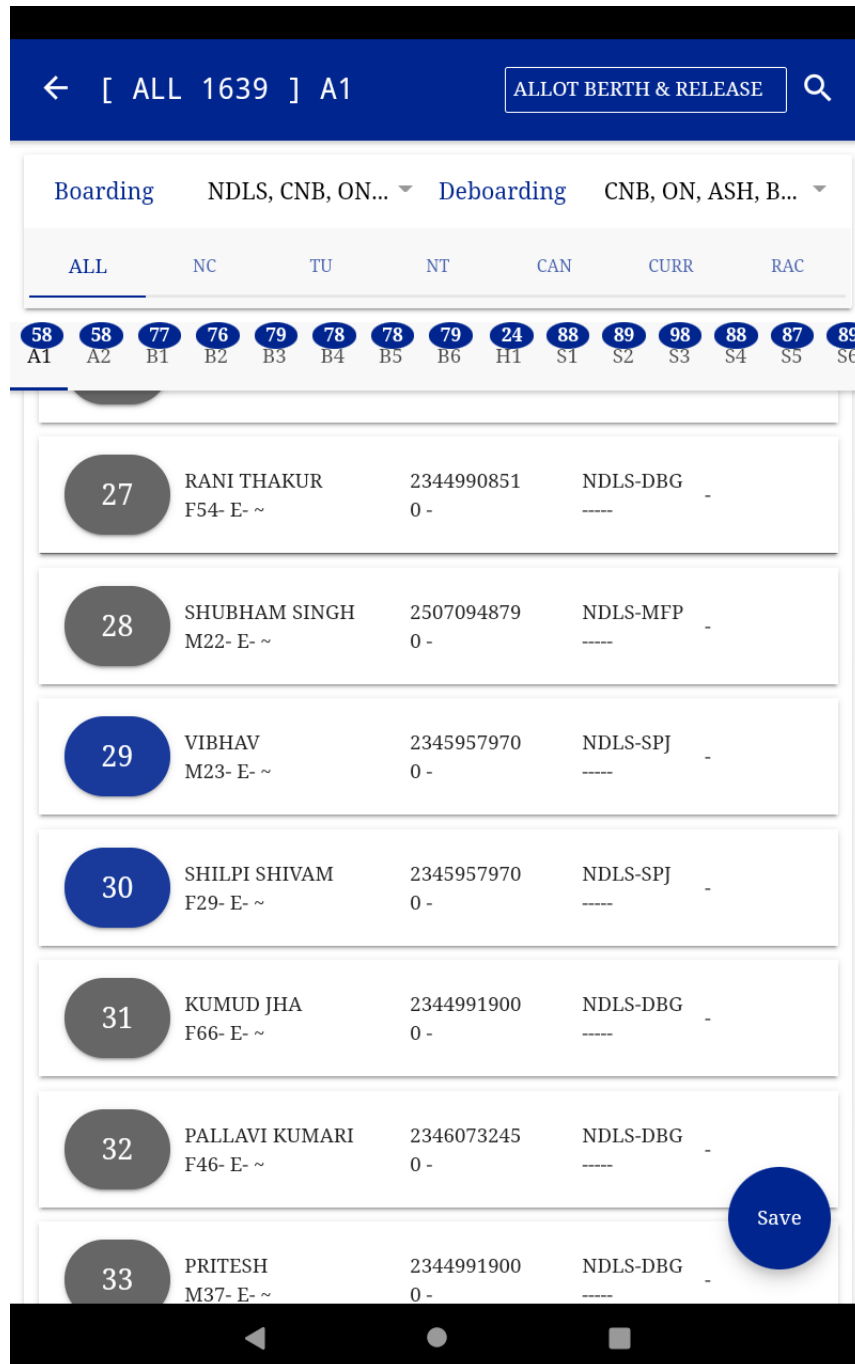 [ ALL 1639 ] A1 ALLOT BERTH & RELEASE
Boarding NDLS, CNB, ON... Deboarding CNB, ON, ASH, B...
ALL NC TU NT CAN CURR RAC
58 58 77 76 79 78 78 79 24 88 89 98 88 87 89
A1 A2 B1 B2 B3 B4 B5 B6 H1 S1 S2 S3 S4 S5 S6
27 RANI THAKUR 2344990851 NDLS-DBG -
F54- E- ~ 0 - -----
28 SHUBHAM SINGH 2507094879 NDLS-MFP -
M22- E- ~ 0 - -----
29 VIBHAV 2345957970 NDLS-SPJ -
M23- E- ~ 0 - -----
30 SHILPI SHIVAM 2345957970 NDLS-SPJ -
F29- E- ~ 0 - -----
31 KUMUD JHA 2344991900 NDLS-DBG -
F66- E- ~ 0 - -----
32 PALLAVI KUMARI 2346073245 NDLS-DBG -
F46- E- ~ 0 - -----
Save
33 PRITESH 2344991900 NDLS-DBG -
M37- E- ~ 0 - -----